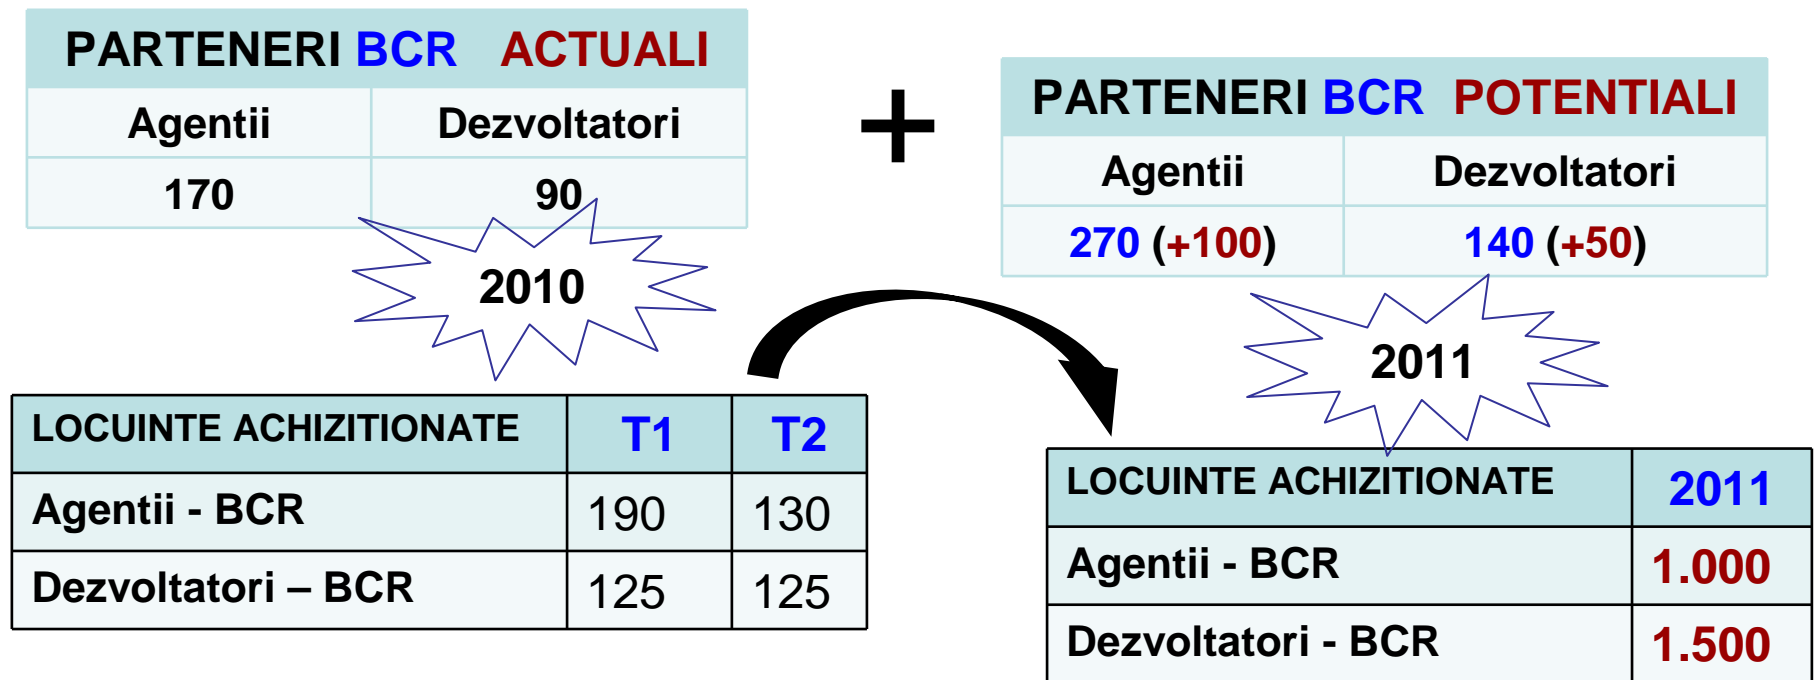 PARTENERI BCR ACTUALI
Agentii Dezvoltatori
170 90
2010
+
PARTENERI BCR POTENTIALI
Agentii Dezvoltatori
270 (+100) 140 (+50)
2011
LOCUINTE ACHIZITIONATE T1 T2
Agentii - BCR 190 130
Dezvoltatori – BCR 125 125
LOCUINTE ACHIZITIONATE 2011
Agentii - BCR 1.000
Dezvoltatori - BCR 1.500